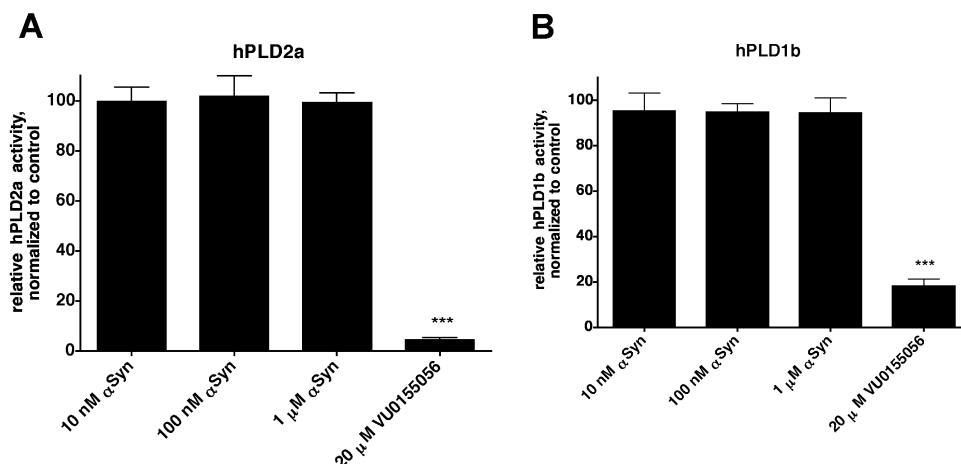 A
hPLD2a
relative hPLD2a activity,
normalized to control
100
80
60
40
20
0
***
10 nM αSyn
100 nM αSyn
1 μM αSyn
20 μM VU0155056
B
hPLD1b
relative hPLD1b activity,
normalized to control
100
80
60
40
20
0
***
10 nM αSyn
100 nM αSyn
1 μM αSyn
20 μM VU0155056